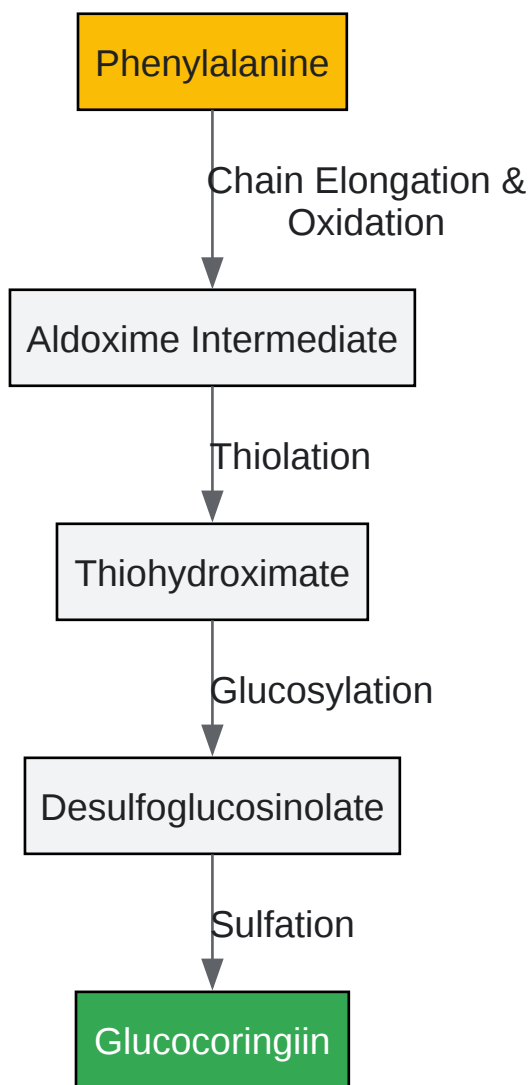 Phenylalanine
Chain Elongation &
Oxidation
Aldoxime Intermediate
Thiolation
Thiohydroximate
Glucosylation
Desulfoglucosinolate
Sulfation
Glucocoringiin